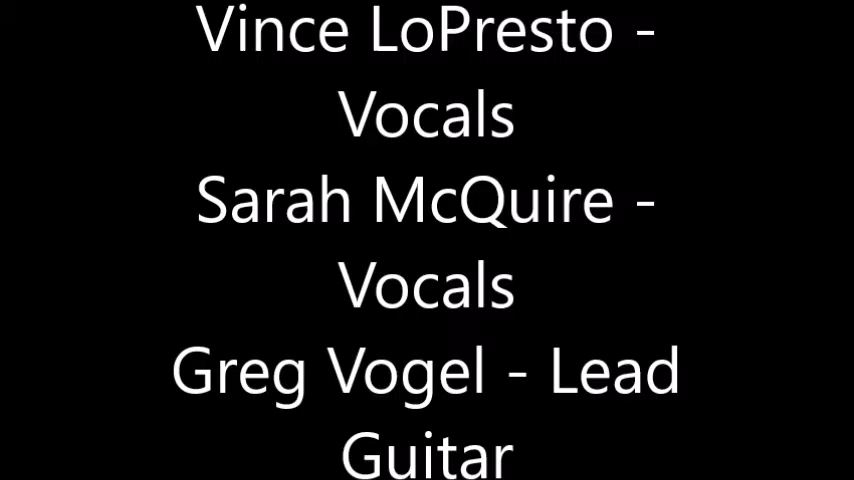 Vince LoPresto -
Vocals
Sarah McQuire -
Vocals
Greg Vogel - Lead
Guitar